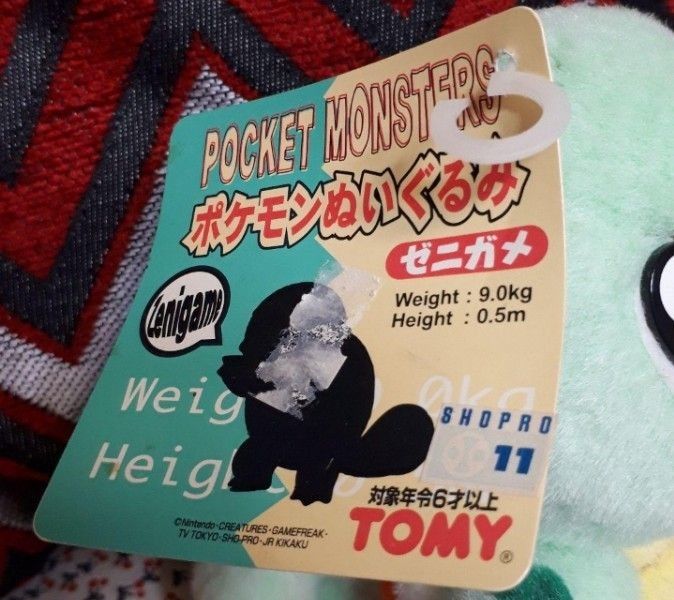 POCKET MONSTERS
ポケモンぬいぐるみ
ゼニガメ
Zenigame
Weight : 9.0kg
Height : 0.5m
SHOPRO
11
対象年令6才以上
TOMY®
©Nintendo・CREATURES・GAMEFREAK・
TV TOKYO・SHO-PRO・JR KIKAKU